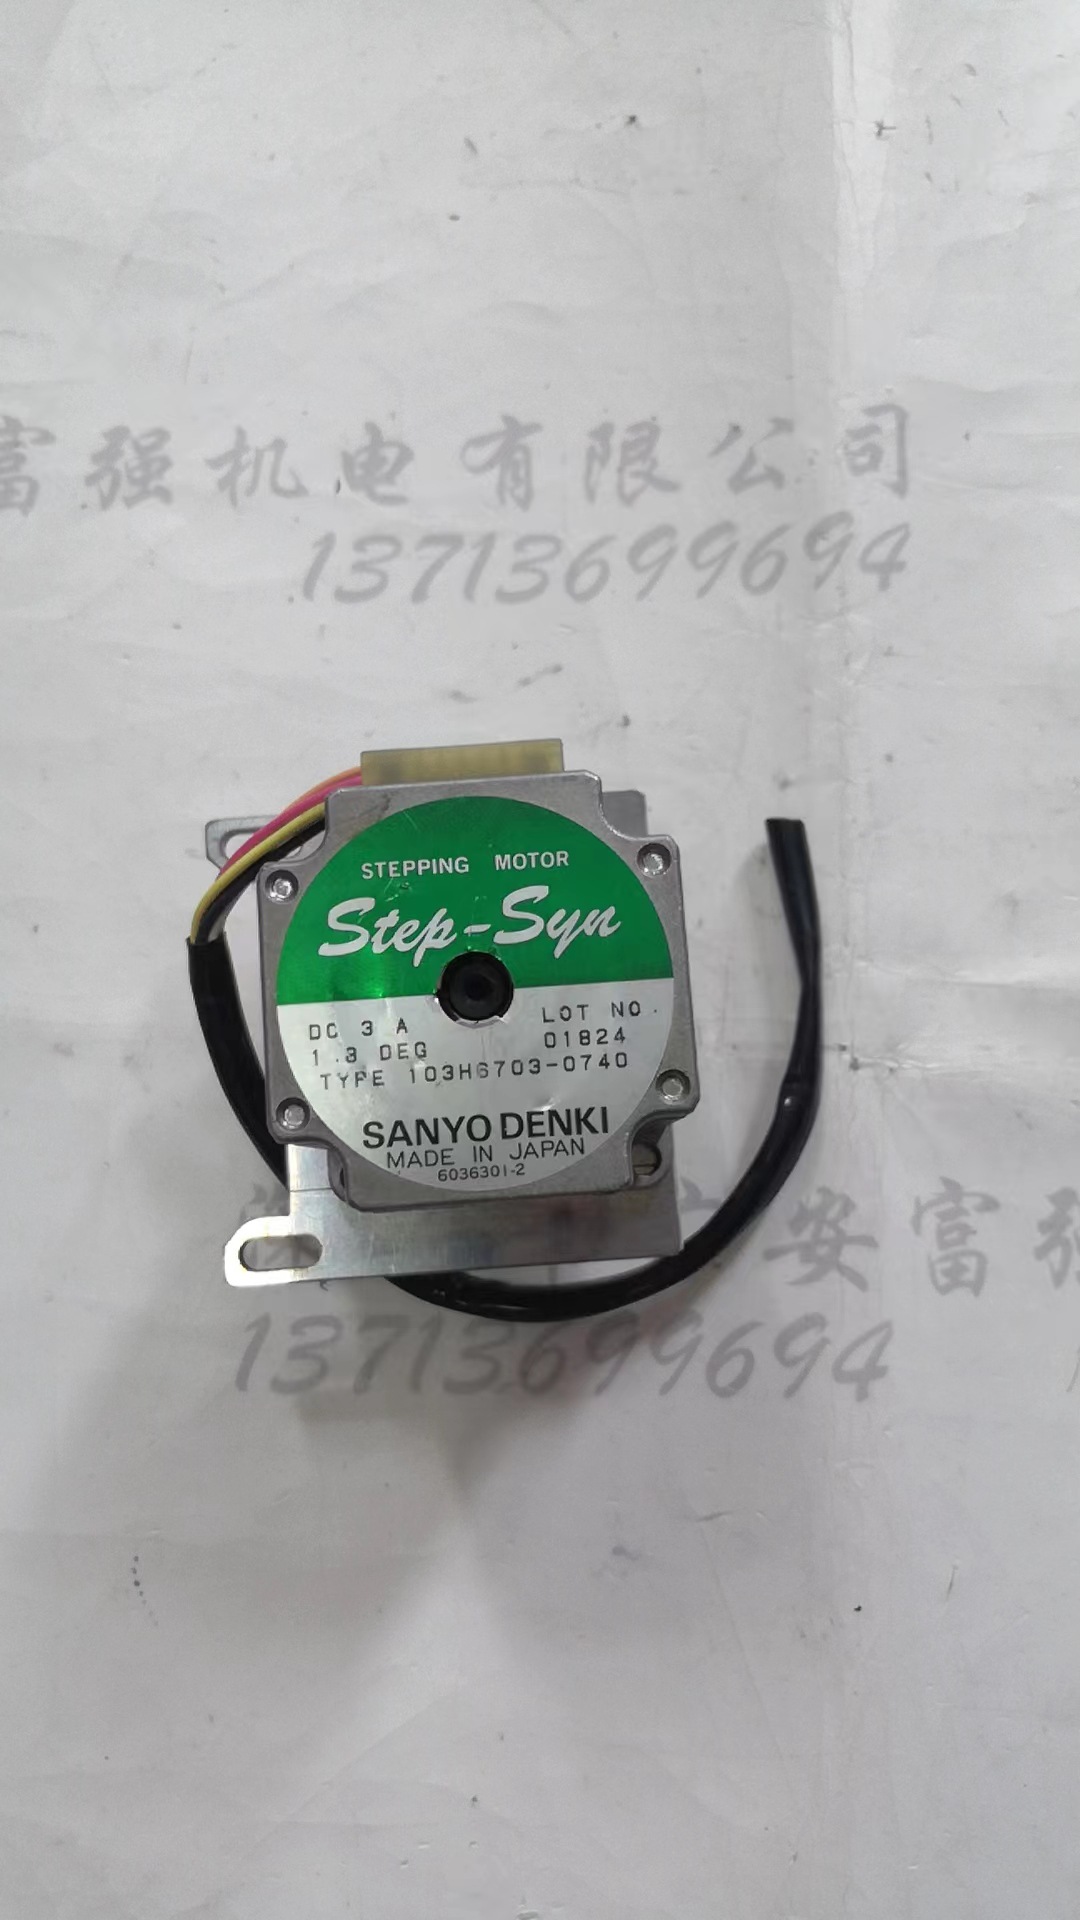 富强机电有限公司
13713699694
STEPPING MOTOR
Step-Syn
DC 3 A
LOT NO.
1.8 DEG
01824
TYPE 103H6703-0740
SANYO DENKI
MADE IN JAPAN
6036301-2
安富强
13713699694